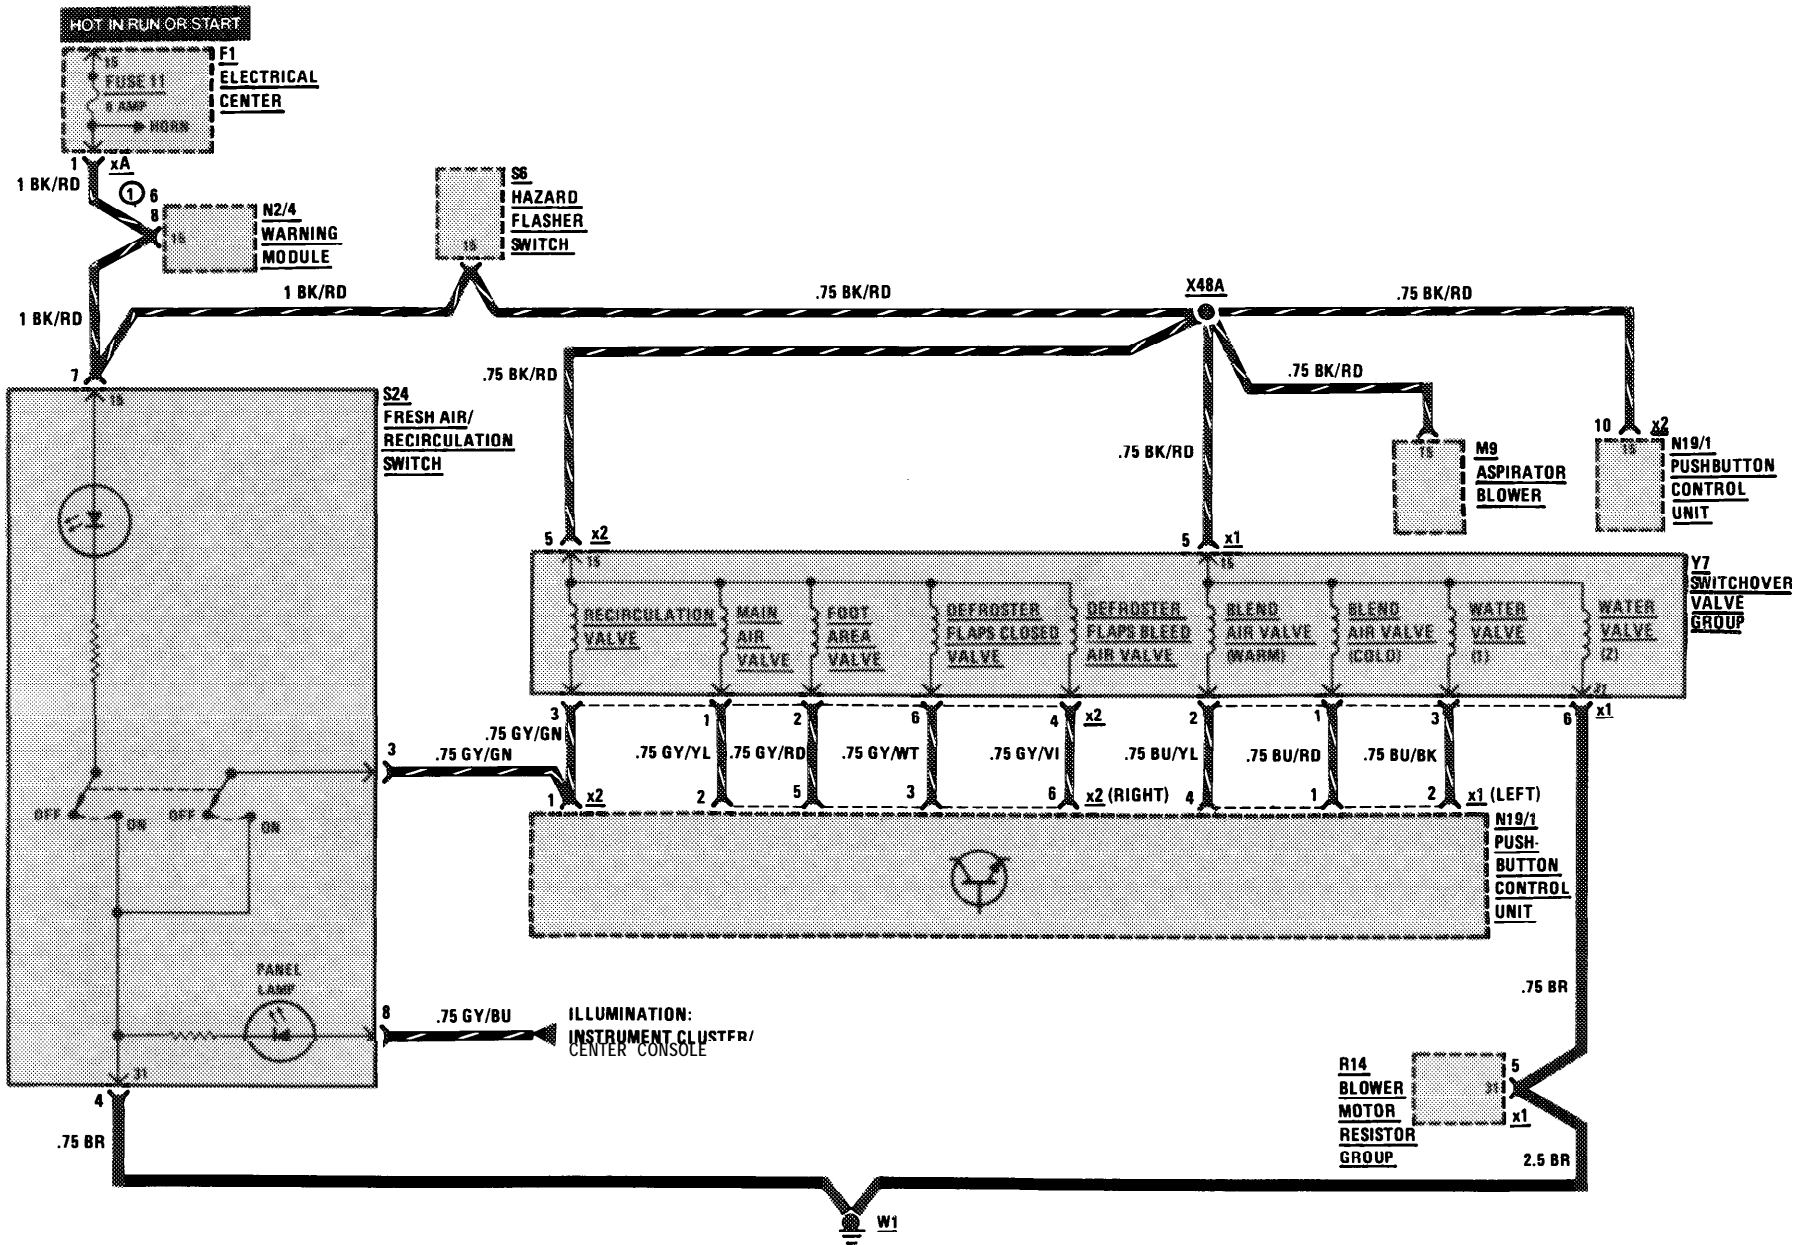 HOT IN RUN OR START
15
FUSE 11
8 AMP
HORN
F1
ELECTRICAL
CENTER
1
xA
1 BK/RD
1
6
8
15
N2/4
WARNING
MODULE
1 BK/RD
S6
HAZARD
FLASHER
SWITCH
15
1 BK/RD
.75 BK/RD
X48A
.75 BK/RD
.75 BK/RD
.75 BK/RD
.75 BK/RD
7
15
S24
FRESH AIR/
RECIRCULATION
SWITCH
15
M9
ASPIRATOR
BLOWER
10
x2
15
N19/1
PUSHBUTTON
CONTROL
UNIT
5
x2
15
5
x1
15
Y7
SWITCHOVER
VALVE
GROUP
RECIRCULATION
VALVE
MAIN
AIR
VALVE
FOOT
AREA
VALVE
DEFROSTER
FLAPS CLOSED
VALVE
DEFROSTER
FLAPS BLEED
AIR VALVE
BLEND
AIR VALVE
(WARM)
BLEND
AIR VALVE
(COLD)
WATER
VALVE
(1)
WATER
VALVE
(2)
31
3
1
2
6
4
x2
2
1
3
6
x1
.75 GY/GN
.75 GY/YL
.75 GY/RD
.75 GY/WT
.75 GY/VI
.75 BU/YL
.75 BU/RD
.75 BU/BK
3
.75 GY/GN
1
x2
2
5
3
6
x2 (RIGHT)
4
1
2
x1 (LEFT)
N19/1
PUSH-
BUTTON
CONTROL
UNIT
OFF
ON
OFF
ON
PANEL
LAMP
8
.75 GY/BU
ILLUMINATION:
INSTRUMENT CLUSTER/
CENTER CONSOLE
31
4
.75 BR
.75 BR
R14
BLOWER
MOTOR
RESISTOR
GROUP
5
31
x1
2.5 BR
W1